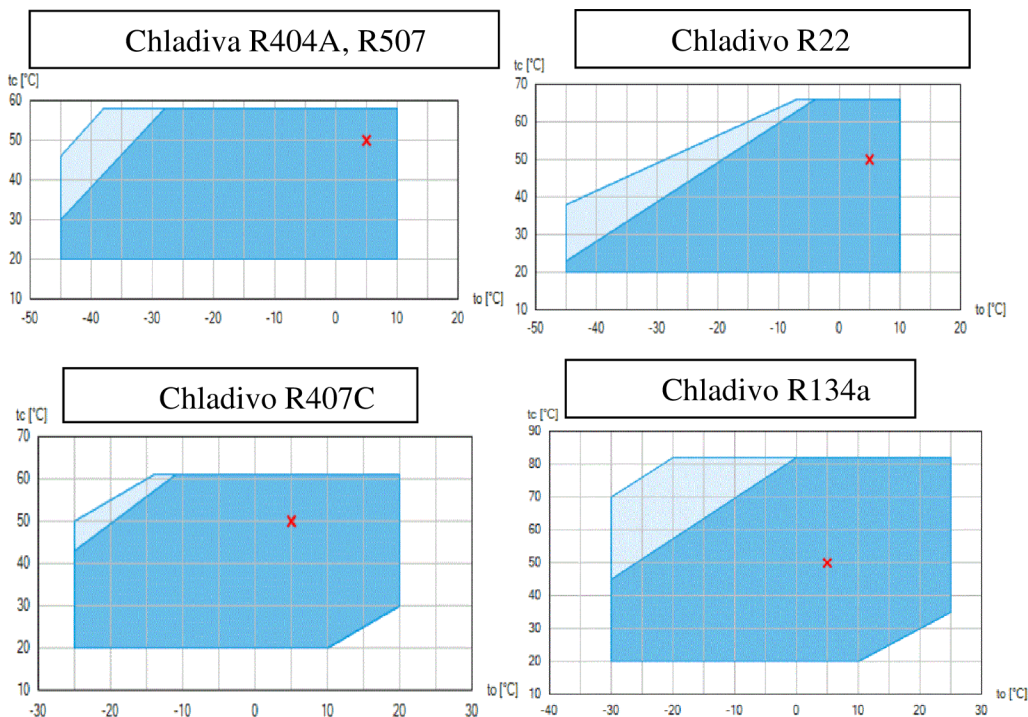 Chladiva R404A, R507
tc [°C]
60
50
40
30
20
10
-50 -40 -30 -20 -10 0 10 20
to [°C]
Chladivo R22
tc [°C]
70
60
50
40
30
20
10
-50 -40 -30 -20 -10 0 10 20
to [°C]
Chladivo R407C
tc [°C]
70
60
50
40
30
20
10
-30 -20 -10 0 10 20 30
to [°C]
Chladivo R134a
tc [°C]
90
80
70
60
50
40
30
20
10
-40 -30 -20 -10 0 10 20 30
to [°C]